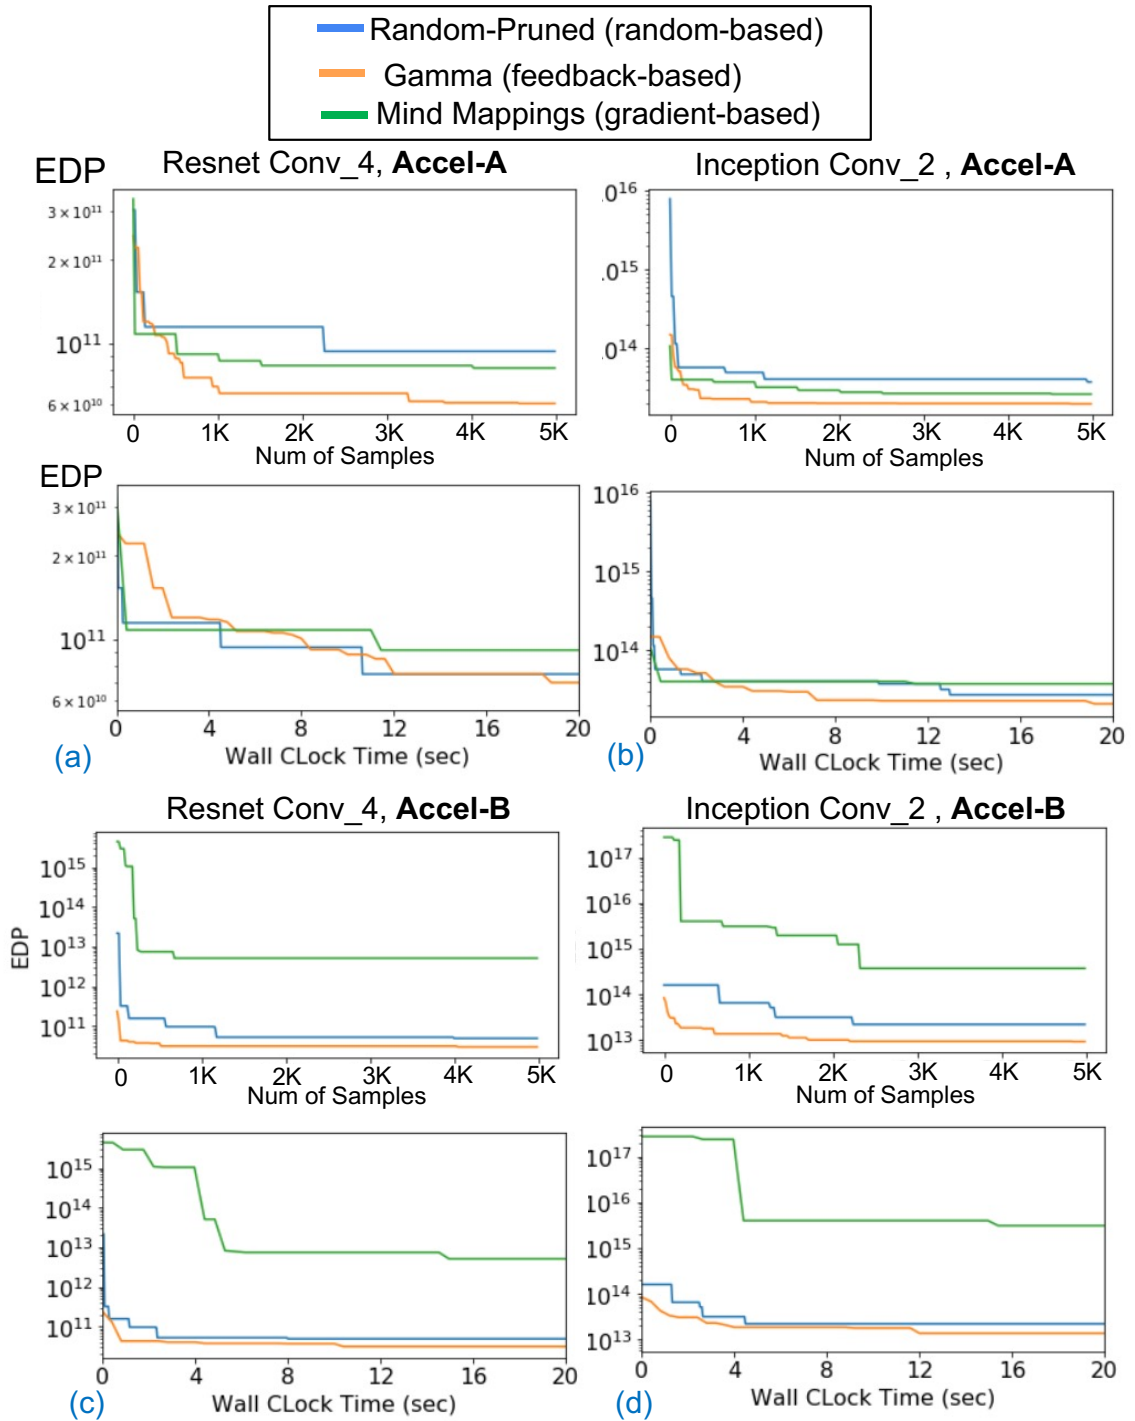 Random-Pruned (random-based)
Gamma (feedback-based)
Mind Mappings (gradient-based)
EDP
Resnet Conv_4, Accel-A
3 × 10¹¹
2 × 10¹¹
10¹¹
6 × 10¹⁰
0 1K 2K 3K 4K 5K
Num of Samples
Inception Conv_2 , Accel-A
.0¹⁶
.0¹⁵
.0¹⁴
0 1K 2K 3K 4K 5K
Num of Samples
EDP
3 × 10¹¹
2 × 10¹¹
10¹¹
6 × 10¹⁰
0 4 8 12 16 20
Wall CLock Time (sec)
(a)
10¹⁶
10¹⁵
10¹⁴
0 4 8 12 16 20
Wall CLock Time (sec)
(b)
Resnet Conv_4, Accel-B
EDP
10¹⁵
10¹⁴
10¹³
10¹²
10¹¹
0 1K 2K 3K 4K 5K
Num of Samples
Inception Conv_2 , Accel-B
10¹⁷
10¹⁶
10¹⁵
10¹⁴
10¹³
0 1K 2K 3K 4K 5K
Num of Samples
10¹⁵
10¹⁴
10¹³
10¹²
10¹¹
0 4 8 12 16 20
Wall CLock Time (sec)
(c)
10¹⁷
10¹⁶
10¹⁵
10¹⁴
10¹³
0 4 8 12 16 20
Wall CLock Time (sec)
(d)